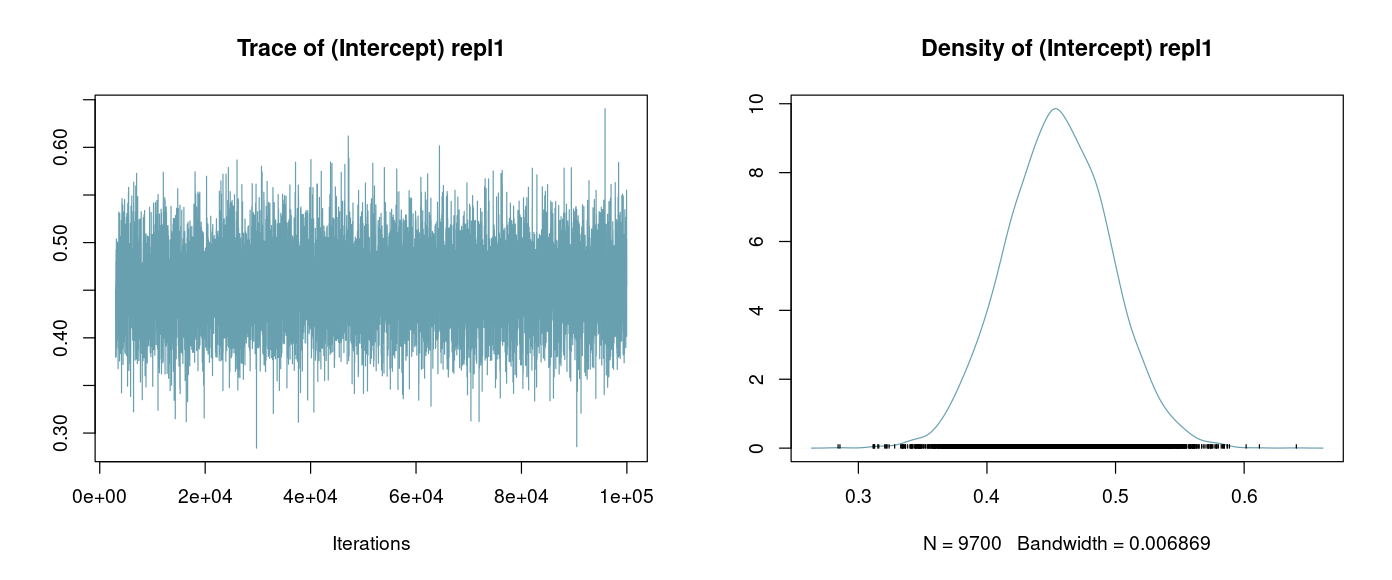 Trace of (Intercept) repl1
0.60
0.50
0.40
0.30
0e+00 2e+04 4e+04 6e+04 8e+04 1e+05
Iterations
Density of (Intercept) repl1
10
8
6
4
2
0
0.3 0.4 0.5 0.6
N = 9700 Bandwidth = 0.006869